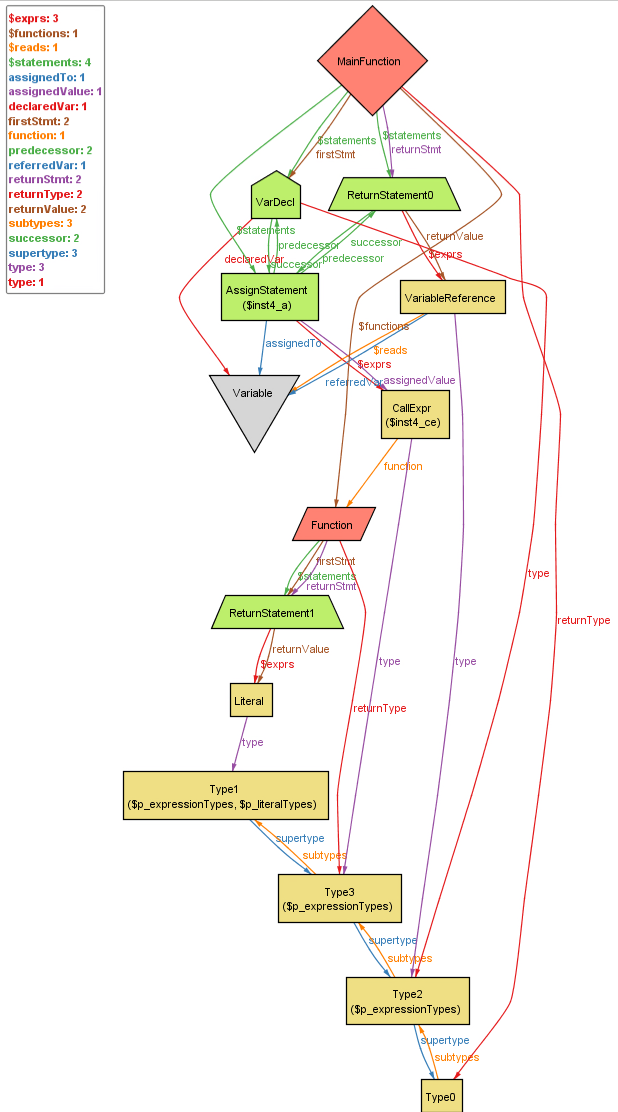 $exprs: 3
$functions: 1
$reads: 1
$statements: 4
assignedTo: 1
assignedValue: 1
declaredVar: 1
firstStmt: 2
function: 1
predecessor: 2
referredVar: 1
returnStmt: 2
returnType: 2
returnValue: 2
subtypes: 3
successor: 2
supertype: 3
type: 3
type: 1
MainFunction
$statements
firstStmt
$statements
returnStmt
VarDecl
ReturnStatement0
$statements
predecessor
successor
returnValue
$exprs
declaredVar
successor
predecessor
AssignStatement
($inst4_a)
VariableReference
$functions
assignedTo
$reads
$exprs
referredVar
assignedValue
Variable
CallExpr
($inst4_ce)
function
Function
firstStmt
$statements
returnStmt
type
ReturnStatement1
returnType
returnValue
$exprs
type
type
Literal
returnType
type
Type1
($p_expressionTypes, $p_literalTypes)
supertype
subtypes
Type3
($p_expressionTypes)
supertype
subtypes
Type2
($p_expressionTypes)
supertype
subtypes
Type0